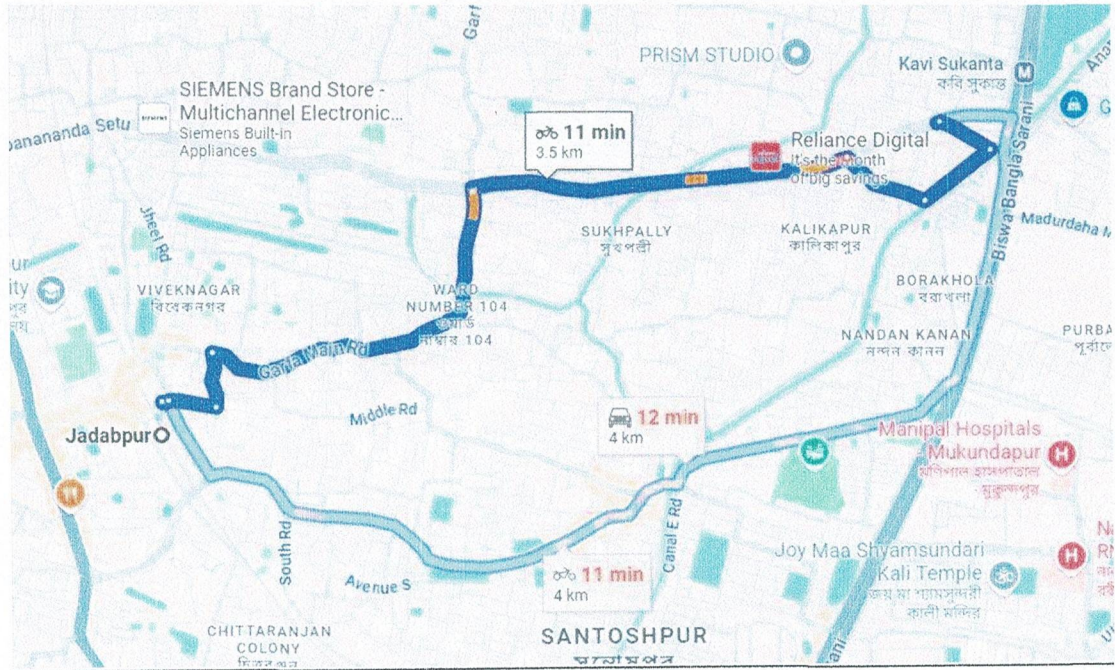 Garf
PRISM STUDIO
Kavi Sukanta
কবি সুকান্ত
SIEMENS Brand Store -
Multichannel Electronic...
Siemens Built-in
Appliances
SIEMENS
panananda Setu
11 min
3.5 km
Reliance Digital
It's the month
of big savings
Biswa Bangla Sarani
Jheel Rd
SUKHPALLY
সুখপল্লী
KALIKAPUR
কালিকাপুর
Madurdaha
VIVEKNAGAR
বিবেকনগর
WARD
NUMBER 104
ওয়ার্ড
নাম্বার 104
BORAKHOLA
বরাখলা
NANDAN KANAN
নন্দন কানন
PURBA
Garfa Main Rd
Middle Rd
Jadabpur
12 min
4 km
Manipal Hospitals
Mukundapur
মণিপাল হাসপাতাল
মুকুন্দপুর
South Rd
Canal E Rd
Avenue S
11 min
4 km
Joy Maa Shyamsundari
Kali Temple
জয় মা শ্যামসুন্দরী
কালী মন্দির
CHITTARANJAN
COLONY
SANTOSHPUR